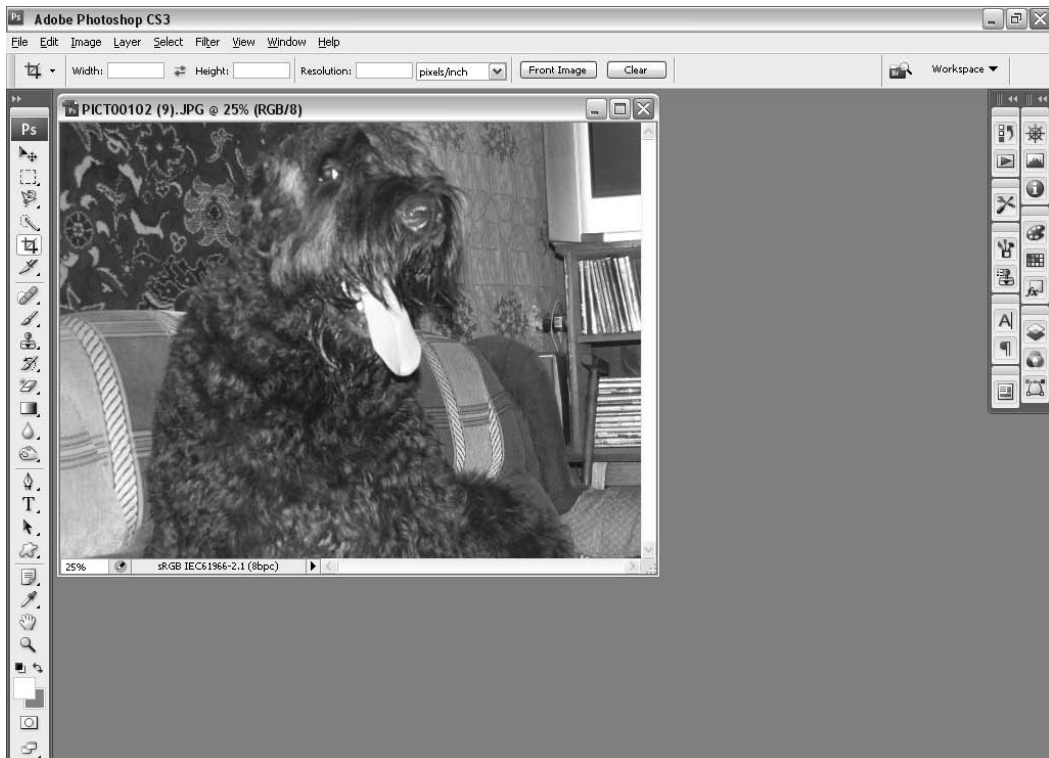 Ps Adobe Photoshop CS3
File Edit Image Layer Select Filter View Window Help
Width: Height: Resolution: pixels/inch Front Image Clear Workspace
PICT00102 (9).JPG @ 25% (RGB/8)
Ps
T
A
25% sRGB IEC61966-2.1 (8bpc)